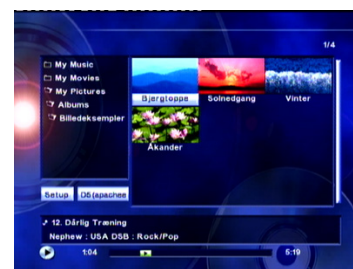 1/4
My Music
My Movies
My Pictures
Albums
Billedeksempler
Bjergtoppe
Solnedgang
Vinter
Åkander
Setup
12. Dårlig Træning
Nephew : USA DSB : Rock/Pop
1:04
5:19